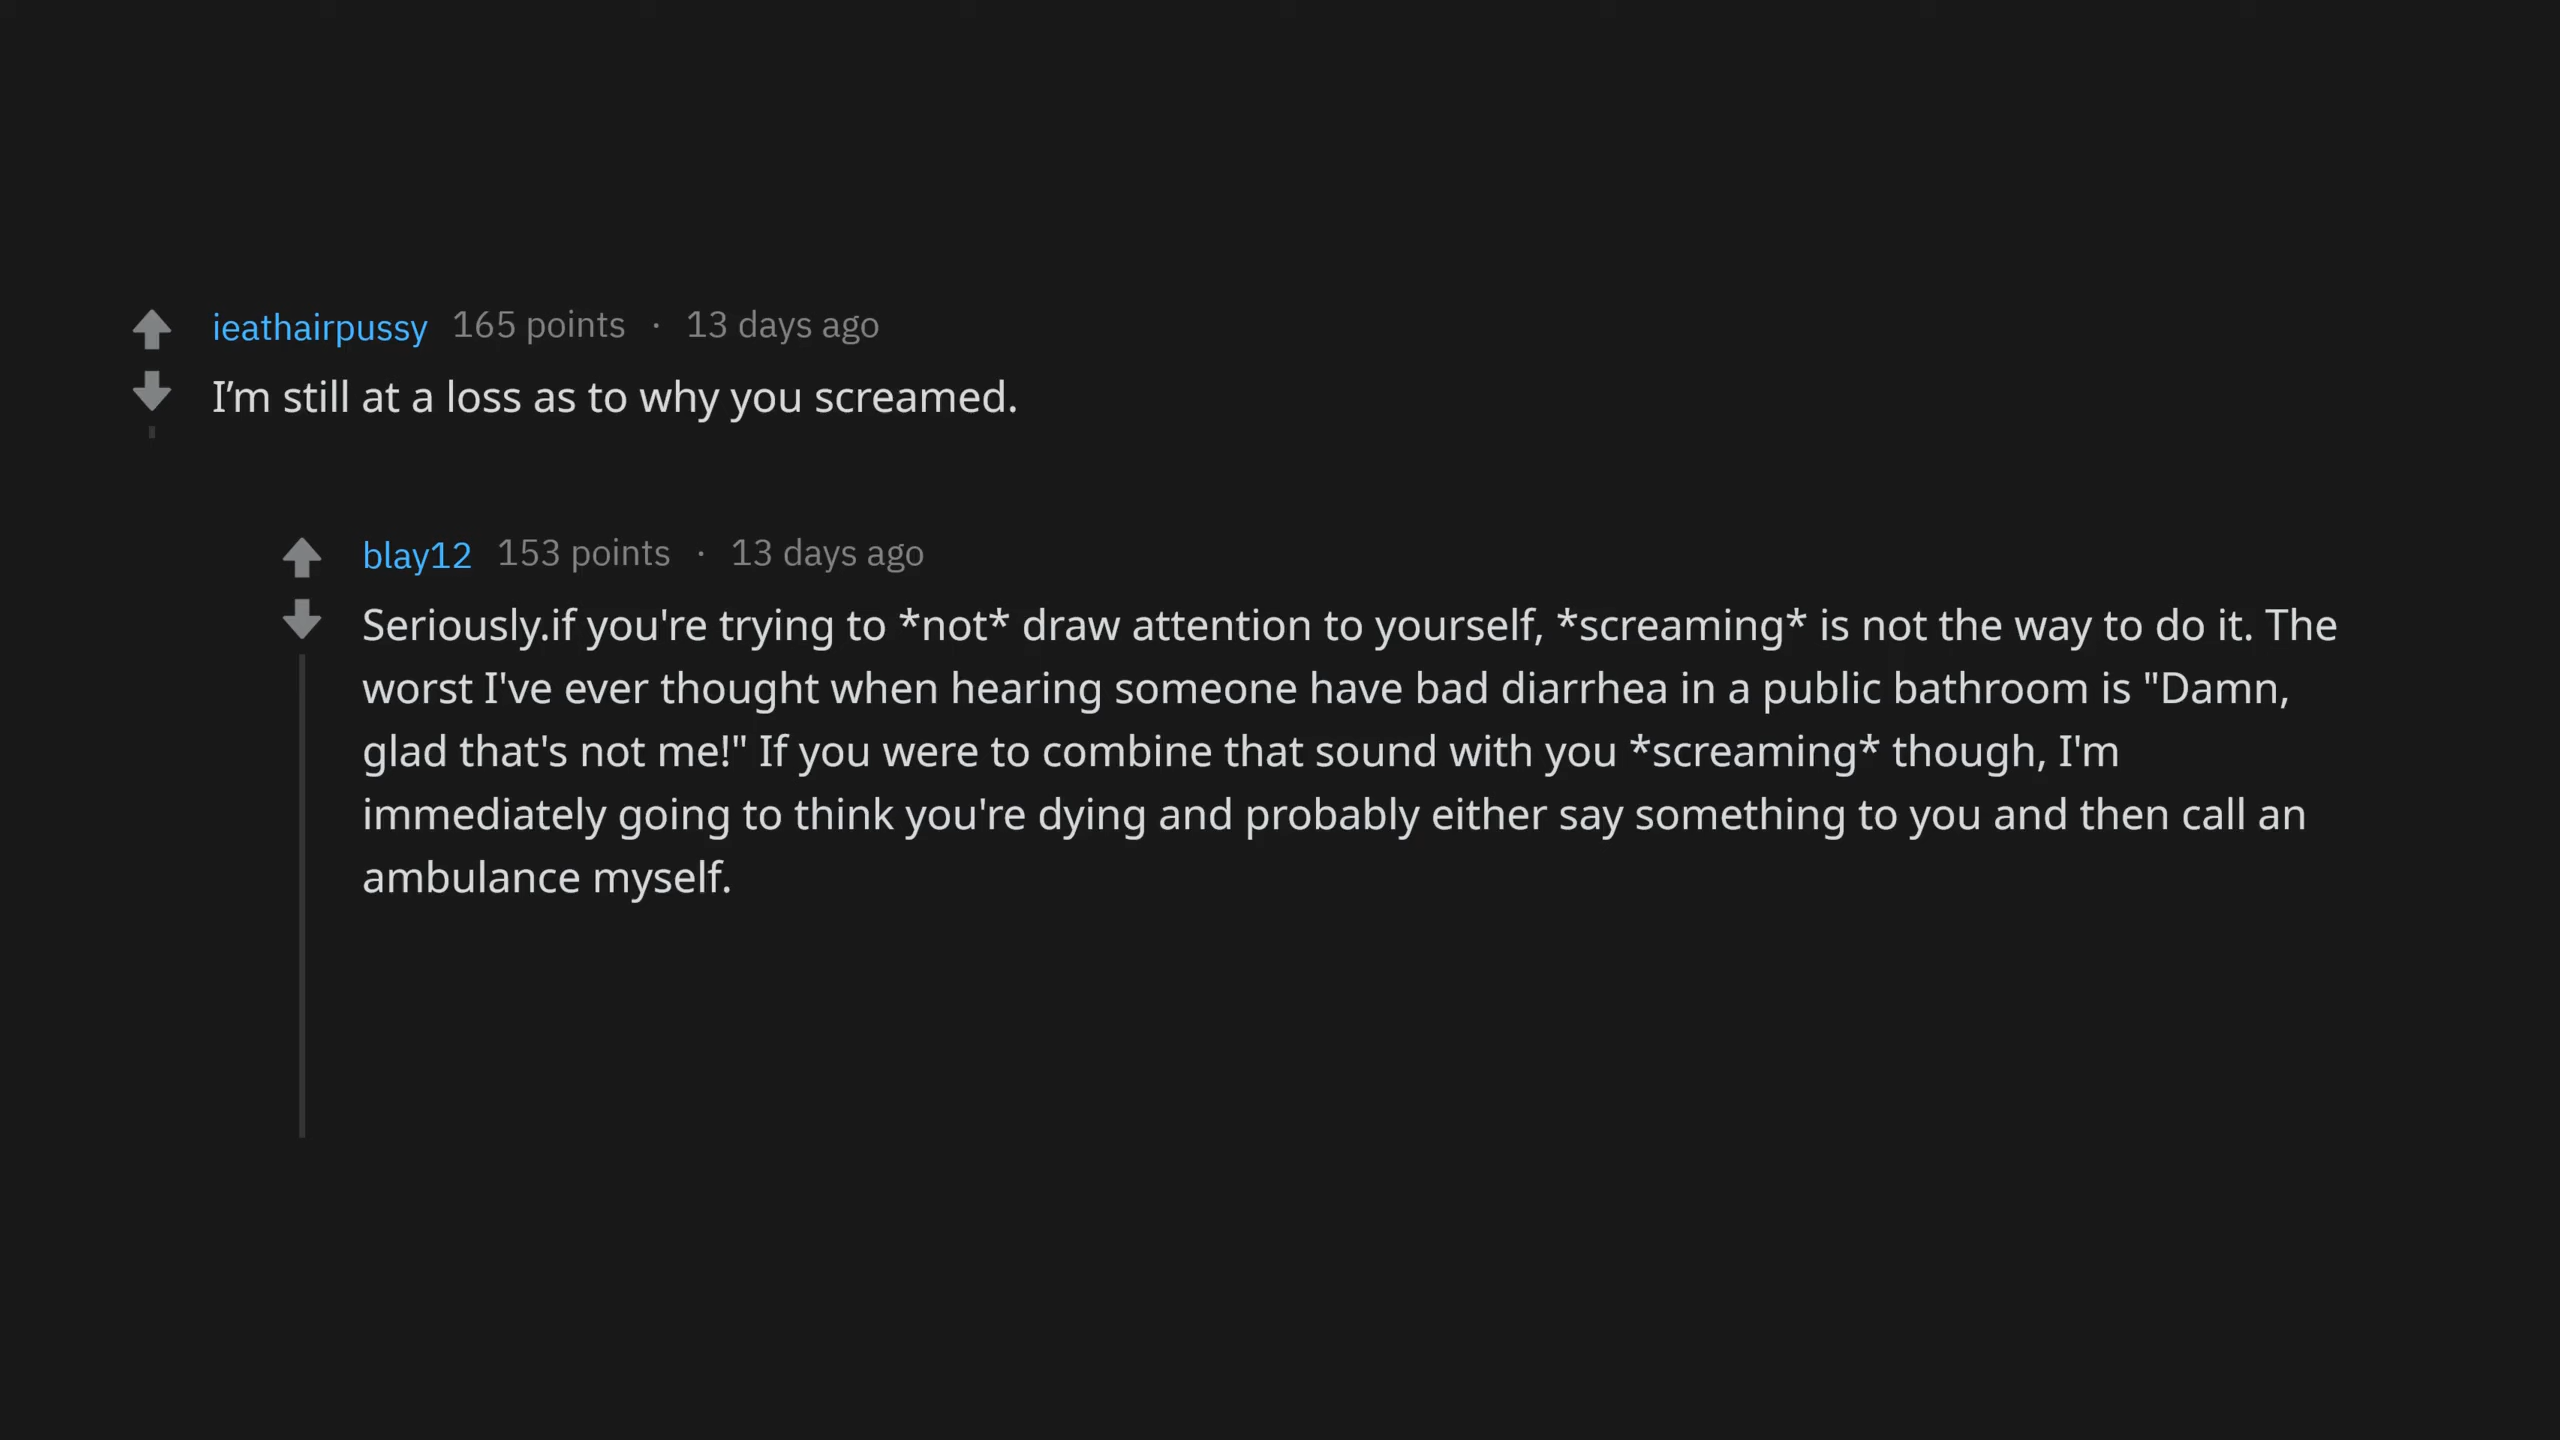 ieathairpussy 165 points · 13 days ago
I’m still at a loss as to why you screamed.
blay12 153 points · 13 days ago
Seriously.if you're trying to *not* draw attention to yourself, *screaming* is not the way to do it. The
worst I've ever thought when hearing someone have bad diarrhea in a public bathroom is "Damn,
glad that's not me!" If you were to combine that sound with you *screaming* though, I'm
immediately going to think you're dying and probably either say something to you and then call an
ambulance myself.